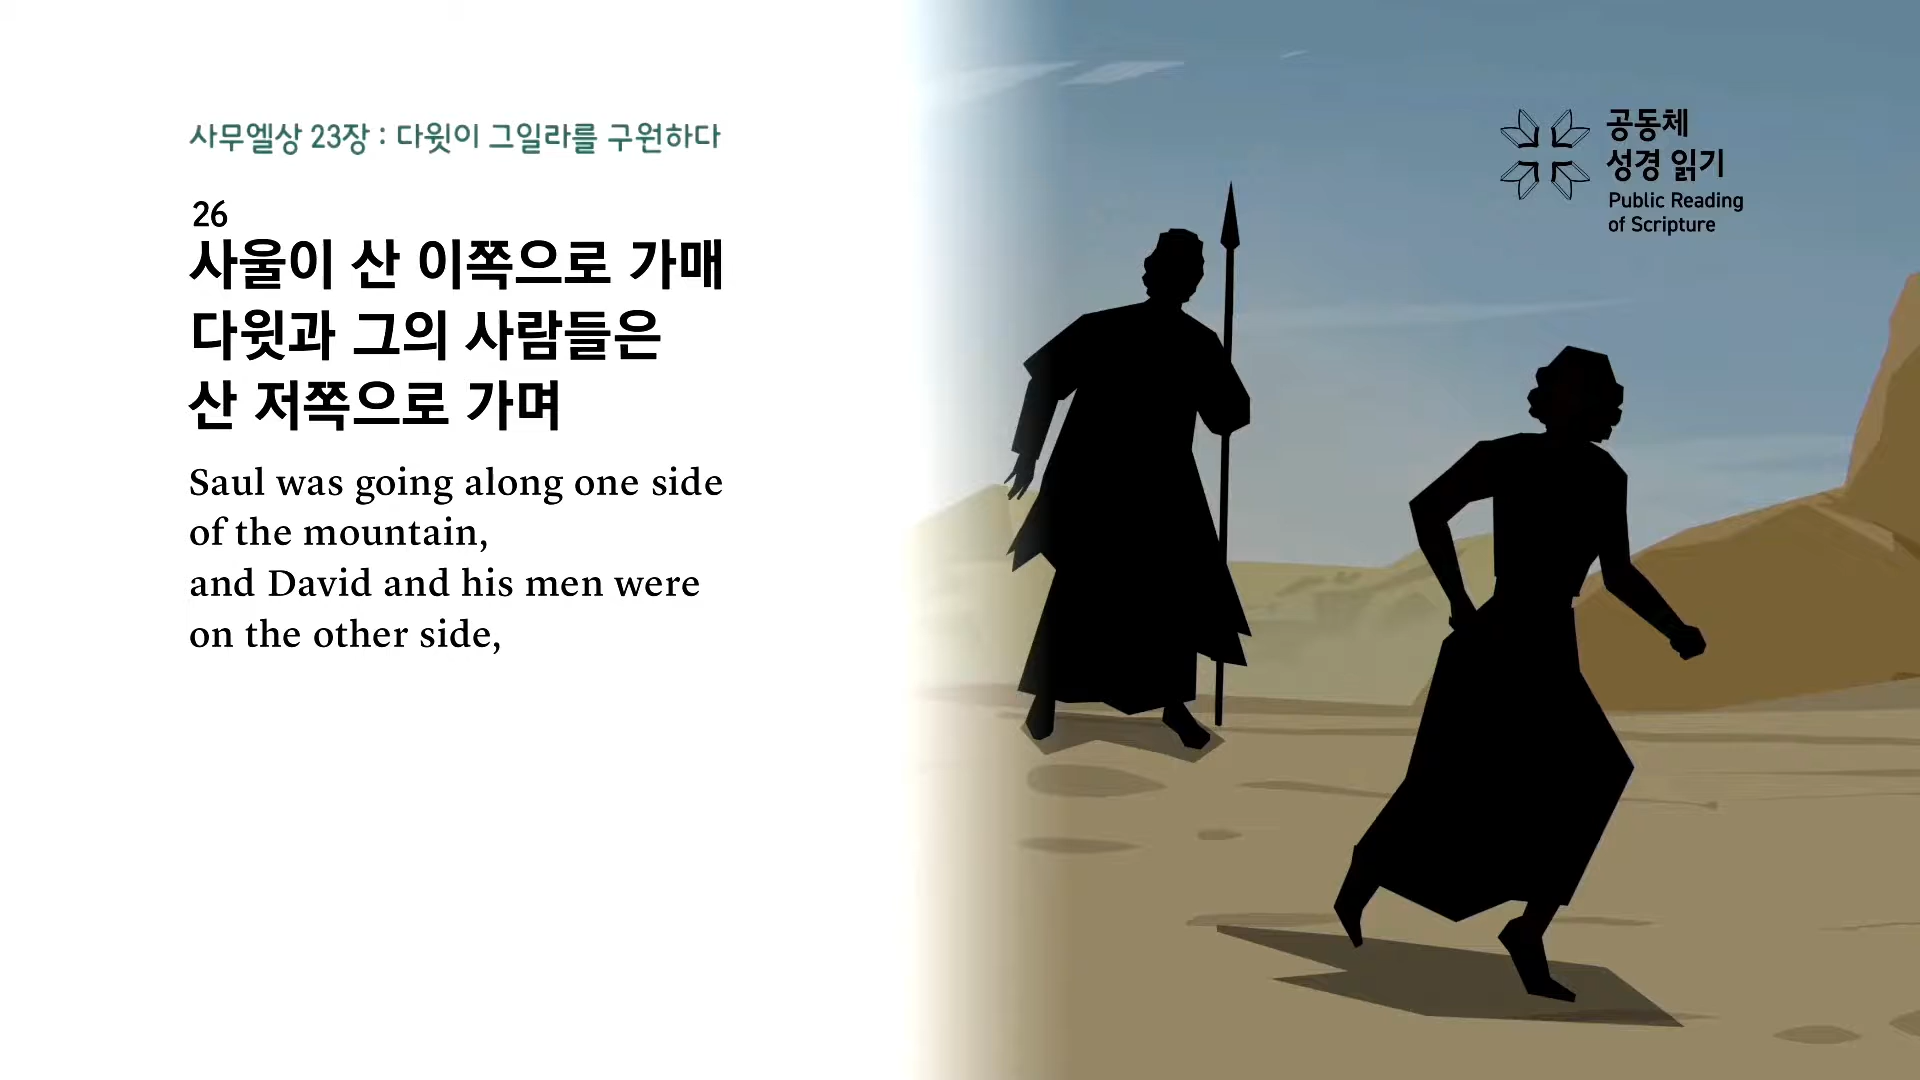 사무엘상 23장 : 다윗이 그일라를 구원하다
26
사울이 산 이쪽으로 가매
다윗과 그의 사람들은
산 저쪽으로 가며
Saul was going along one side
of the mountain,
and David and his men were
on the other side,
공동체
성경 읽기
Public Reading
of Scripture